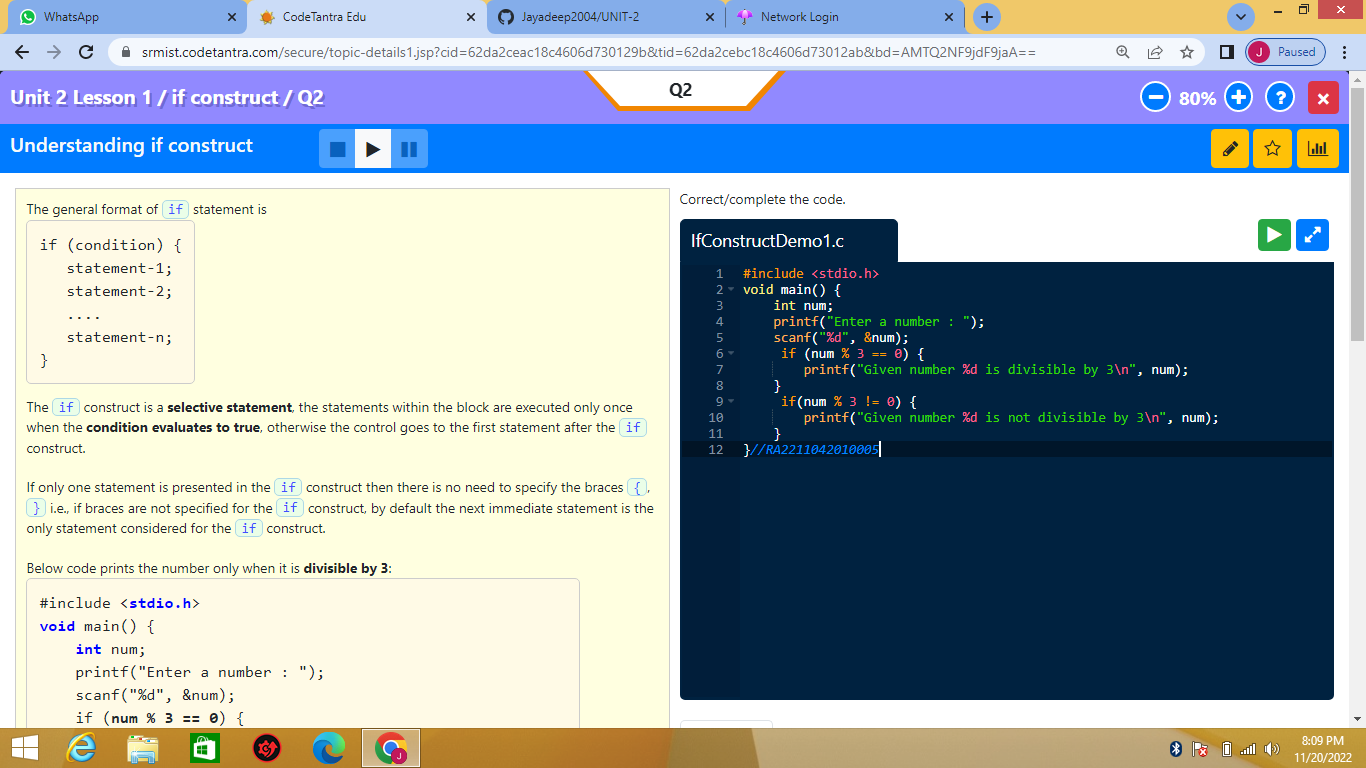 WhatsApp
CodeTantra Edu
Jayadeep2004/UNIT-2
Network Login
srmist.codetantra.com/secure/topic-details1.jsp?cid=62da2ceac18c4606d730129b&tid=62da2cebc18c4606d73012ab&bd=AMTQ2NF9jdF9jaA==
J Paused
Unit 2 Lesson 1 / if construct / Q2
Q2
80%
?
Understanding if construct
The general format of if statement is
if (condition) {
statement-1;
statement-2;
....
statement-n;
}
The if construct is a selective statement, the statements within the block are executed only once
when the condition evaluates to true, otherwise the control goes to the first statement after the if
construct.
If only one statement is presented in the if construct then there is no need to specify the braces { ,
} i.e., if braces are not specified for the if construct, by default the next immediate statement is the
only statement considered for the if construct.
Below code prints the number only when it is divisible by 3:
#include <stdio.h>
void main() {
int num;
printf("Enter a number : ");
scanf("%d", &num);
if (num % 3 == 0) {
Correct/complete the code.
IfConstructDemo1.c
1 #include <stdio.h>
2 void main() {
3 int num;
4 printf("Enter a number : ");
5 scanf("%d", &num);
6 if (num % 3 == 0) {
7 printf("Given number %d is divisible by 3\n", num);
8 }
9 if(num % 3 != 0) {
10 printf("Given number %d is not divisible by 3\n", num);
11 }
12 }//RA2211042010005
J
8:09 PM
11/20/2022